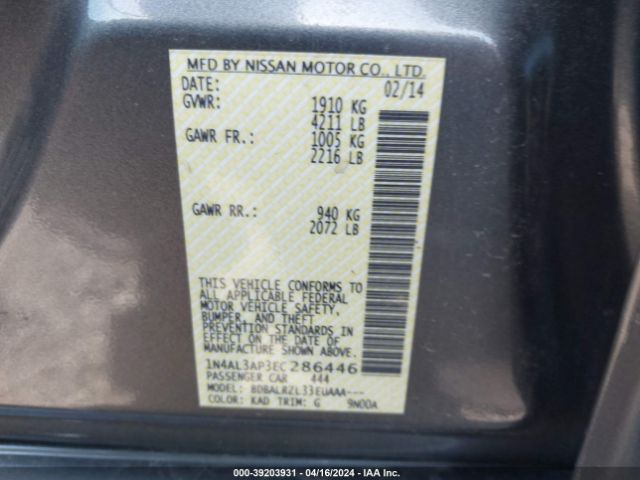 MFD BY NISSAN MOTOR CO., LTD.
DATE: 02/14
GVWR: 1910 KG
4211 LB
GAWR FR.: 1005 KG
2216 LB
GAWR RR.: 940 KG
2072 LB
THIS VEHICLE CONFORMS TO
ALL APPLICABLE FEDERAL
MOTOR VEHICLE SAFETY,
BUMPER, AND THEFT
PREVENTION STANDARDS IN
EFFECT ON THE DATE OF
MANUFACTURE SHOWN ABOVE.
1N4AL3AP3EC286446
PASSENGER CAR 444
MODEL: BDBALRZL33EUAAA---
COLOR: KAD TRIM: G 9N00A
000-39203931 - 04/16/2024 - IAA Inc.